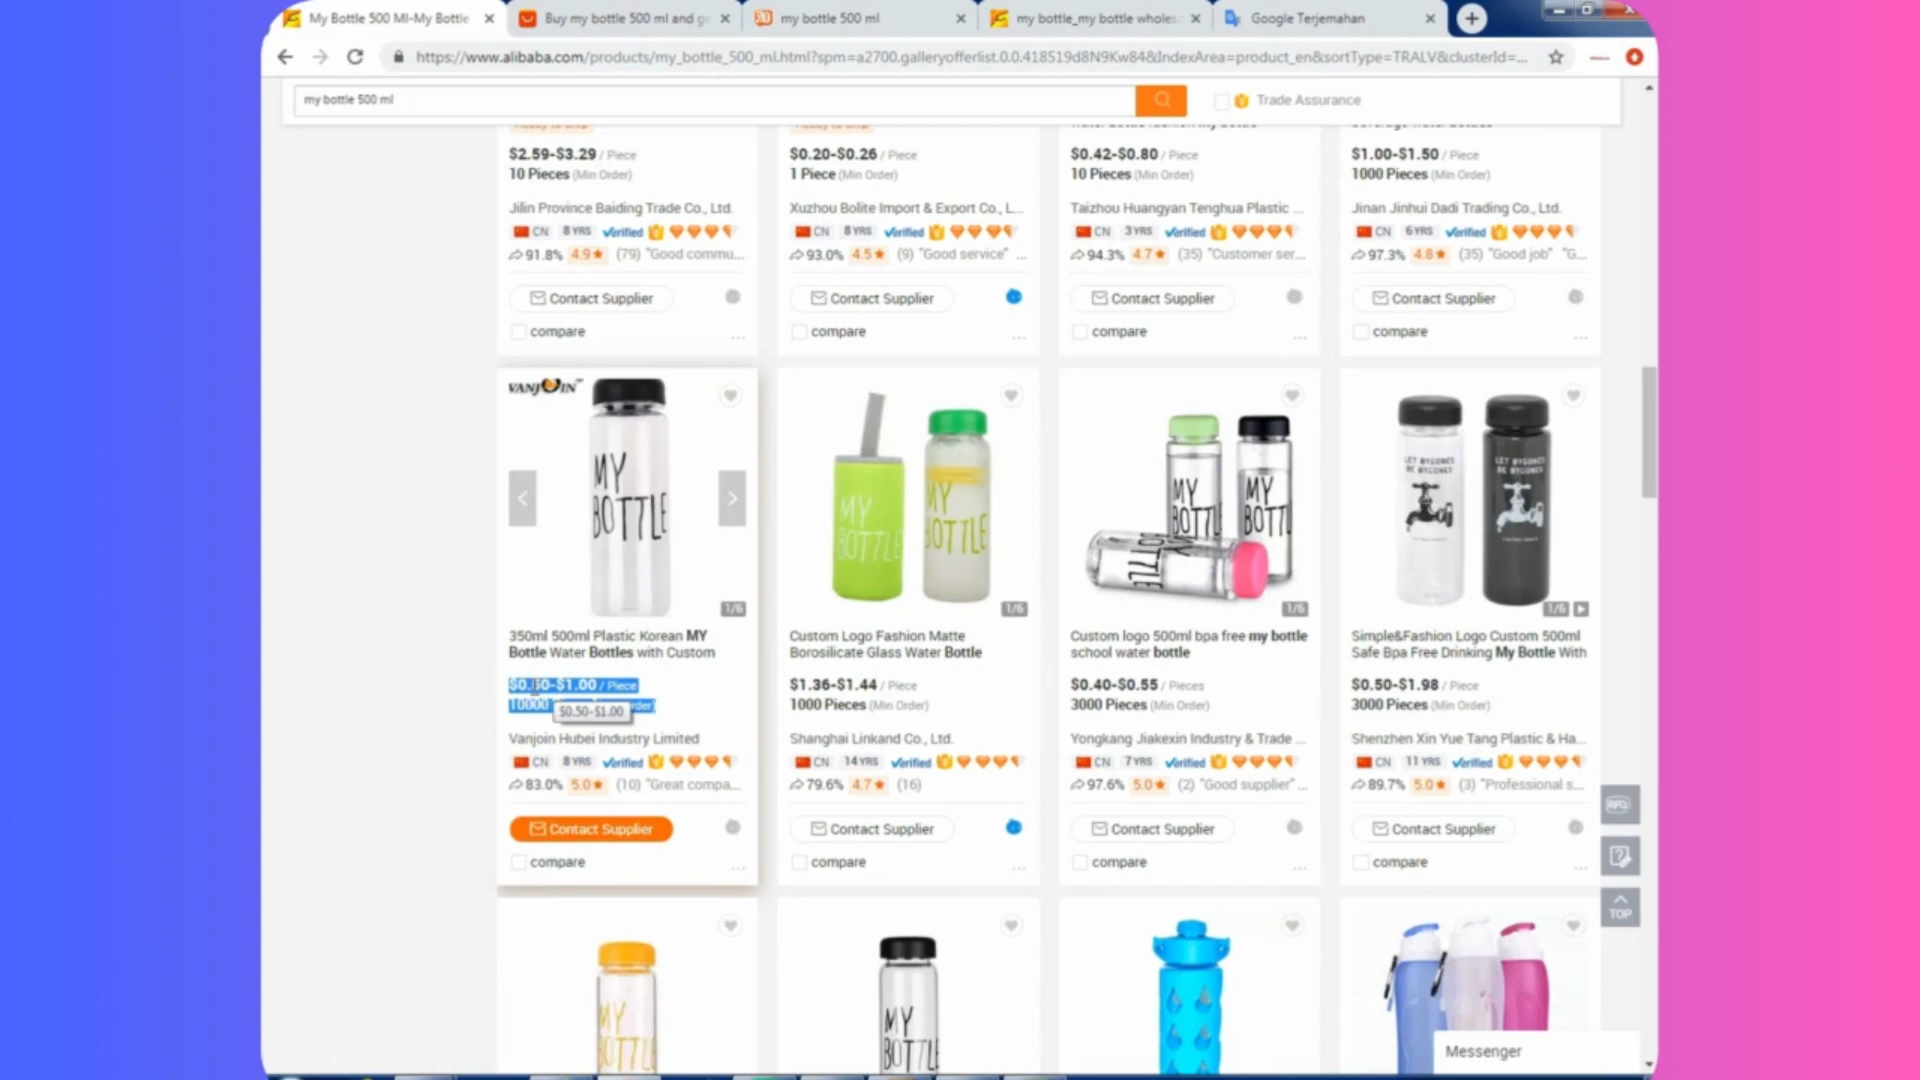 My Bottle 500 Ml-My Bottle
Buy my bottle 500 ml and g
my bottle 500 ml
my bottle_my bottle wholes
Google Terjemahan
https://www.alibaba.com/products/my_bottle_500_ml.html?spm=a2700.galleryofferlist.0.0.418519d8N9Kw84&IndexArea=product_en&sortType=TRALV&clusterId=...
my bottle 500 ml
Trade Assurance
Ready to Ship
Ready to Ship
$2.59-$3.29 / Piece
10 Pieces (Min Order)
Jilin Province Baiding Trade Co., Ltd.
CN 8 YRS Verified
91.8% 4.9 (79) "Good commu...
Contact Supplier
compare
...
$0.20-$0.26 / Piece
1 Piece (Min Order)
Xuzhou Bolite Import & Export Co., L...
CN 8 YRS Verified
93.0% 4.5 (9) "Good service" ...
Contact Supplier
compare
...
$0.42-$0.80 / Piece
10 Pieces (Min Order)
Taizhou Huangyan Tenghua Plastic ...
CN 3 YRS Verified
94.3% 4.7 (35) "Customer ser...
Contact Supplier
compare
...
$1.00-$1.50 / Piece
1000 Pieces (Min Order)
Jinan Jinhui Dadi Trading Co., Ltd.
CN 6 YRS Verified
97.3% 4.8 (35) "Good job" "G...
Contact Supplier
compare
...
VANJOIN
MY
BOTTLE
1/6
350ml 500ml Plastic Korean MY
Bottle Water Bottles with Custom
$0.50-$1.00 / Piece
10000
$0.50-$1.00
Vanjoin Hubei Industry Limited
CN 8 YRS Verified
83.0% 5.0 (10) "Great compa...
Contact Supplier
compare
...
MY
BOTTLE
MY
BOTTLE
1/6
Custom Logo Fashion Matte
Borosilicate Glass Water Bottle
$1.36-$1.44 / Piece
1000 Pieces (Min Order)
Shanghai Linkand Co., Ltd.
CN 14 YRS Verified
79.6% 4.7 (16)
Contact Supplier
compare
...
MY
BOTTL
MY
BOTTL
1/6
Custom logo 500ml bpa free my bottle
school water bottle
$0.40-$0.55 / Pieces
3000 Pieces (Min Order)
Yongkang Jiakexin Industry & Trade ...
CN 7 YRS Verified
97.6% 5.0 (2) "Good supplier" ...
Contact Supplier
compare
...
LET BYGONES
BE BYGONES
LET BYGONES
BE BYGONES
1/6
Simple&Fashion Logo Custom 500ml
Safe Bpa Free Drinking My Bottle With
$0.50-$1.98 / Piece
3000 Pieces (Min Order)
Shenzhen Xin Yue Tang Plastic & Ha...
CN 11 YRS Verified
89.7% 5.0 (3) "Professional s...
Contact Supplier
compare
...
RFQ
TOP
MY
BOTTLE
MY
BOTTLE
Messenger